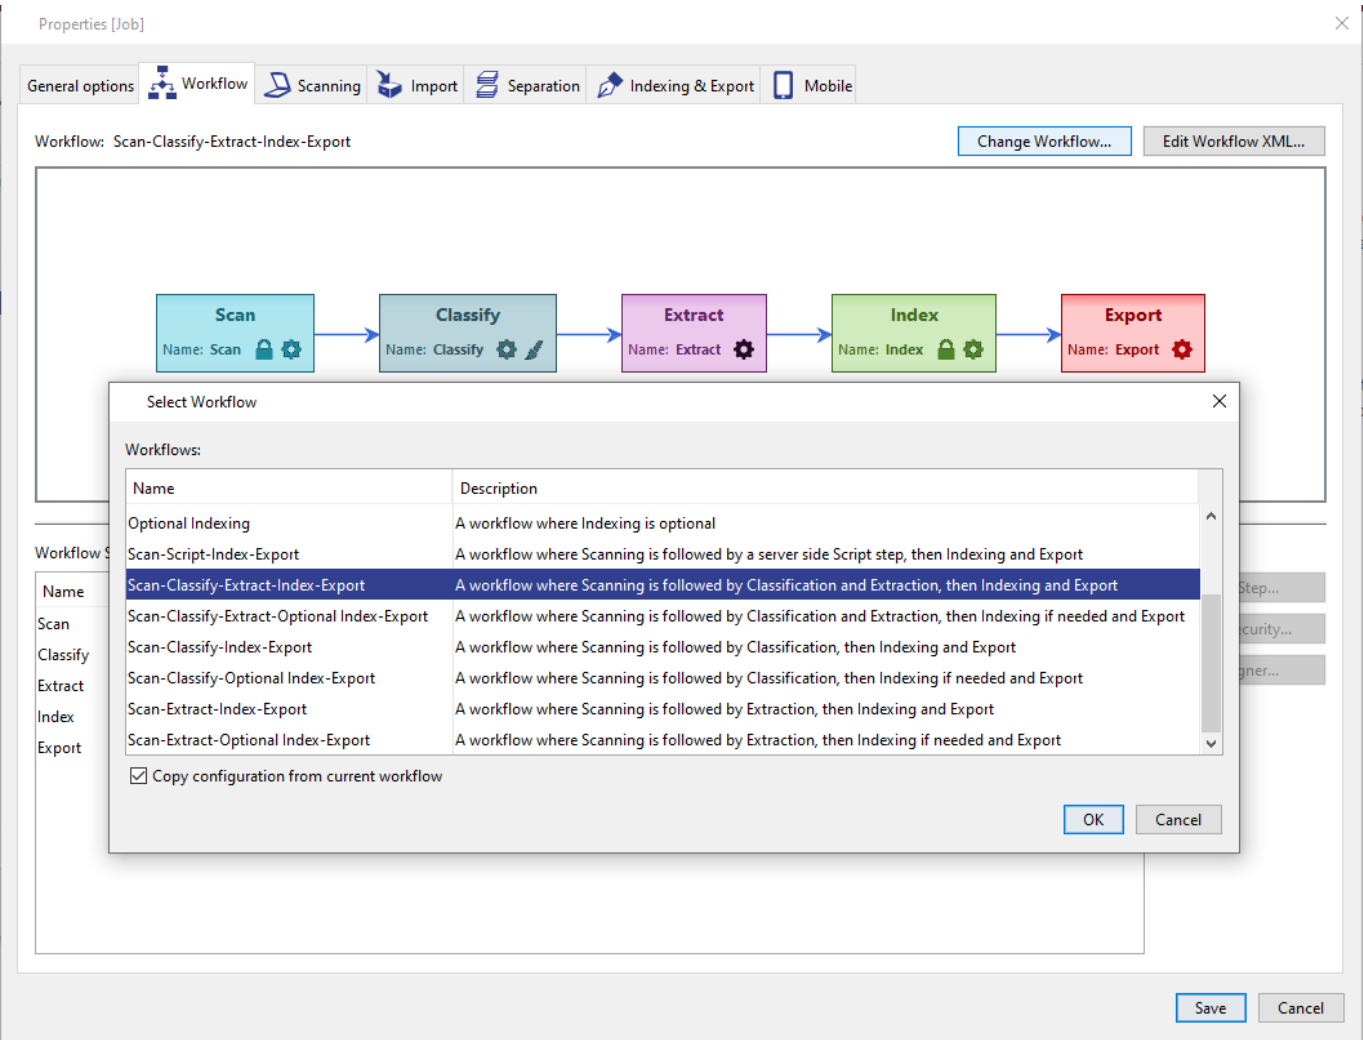 Properties [Job]
General options Workflow Scanning Import Separation Indexing & Export Mobile
Workflow: Scan-Classify-Extract-Index-Export Change Workflow... Edit Workflow XML...
Scan Classify Extract Index Export
Name: Scan Name: Classify Name: Extract Name: Index Name: Export
Select Workflow
Workflows:
Name Description
Optional Indexing A workflow where Indexing is optional
Scan-Script-Index-Export A workflow where Scanning is followed by a server side Script step, then Indexing and Export
Scan-Classify-Extract-Index-Export A workflow where Scanning is followed by Classification and Extraction, then Indexing and Export
Scan-Classify-Extract-Optional Index-Export A workflow where Scanning is followed by Classification and Extraction, then Indexing if needed and Export
Scan-Classify-Index-Export A workflow where Scanning is followed by Classification, then Indexing and Export
Scan-Classify-Optional Index-Export A workflow where Scanning is followed by Classification, then Indexing if needed and Export
Scan-Extract-Index-Export A workflow where Scanning is followed by Extraction, then Indexing and Export
Scan-Extract-Optional Index-Export A workflow where Scanning is followed by Extraction, then Indexing if needed and Export
Copy configuration from current workflow
OK Cancel
Workflow S
Name
Scan
Classify
Extract
Index
Export
Step...
curity...
gner...
Save Cancel